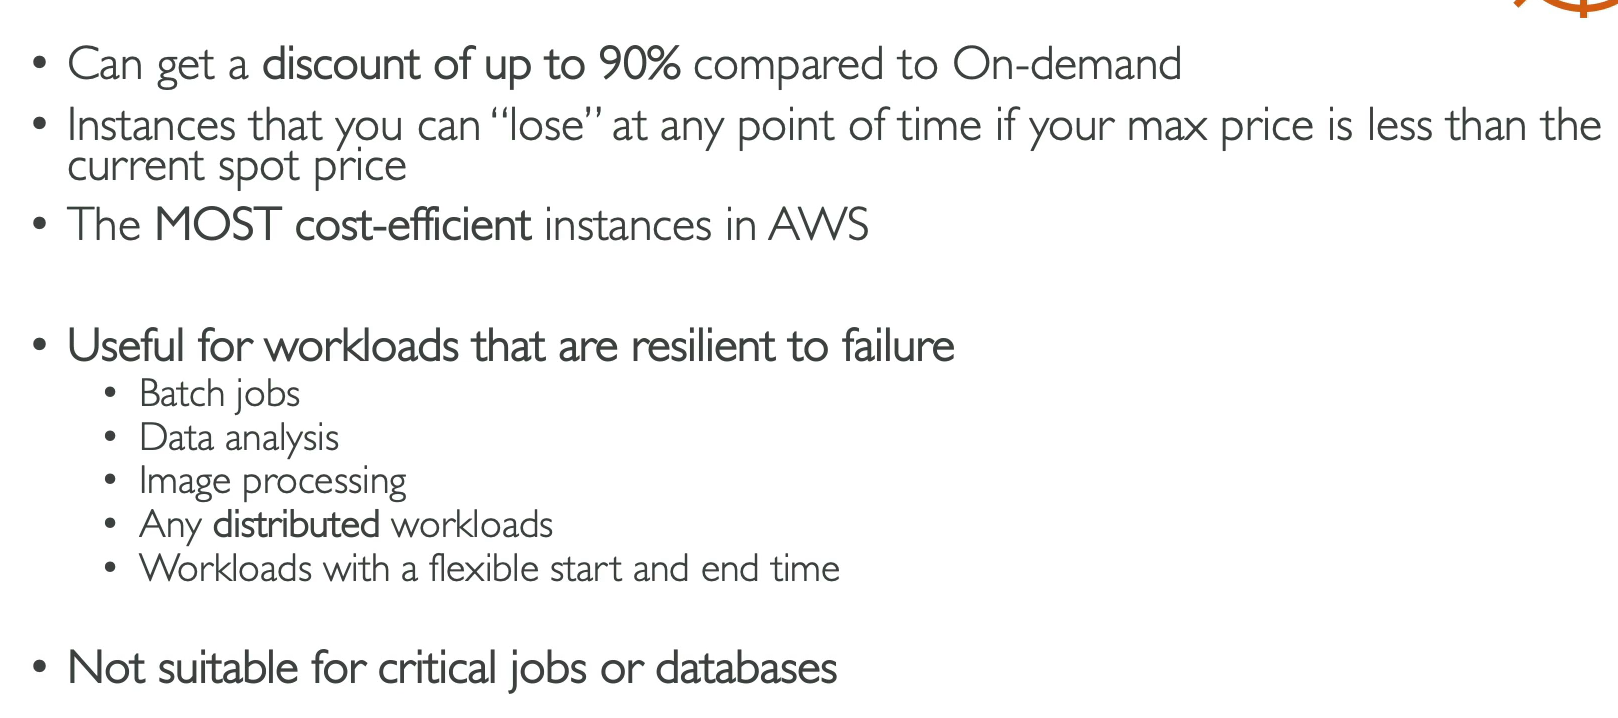 • Can get a discount of up to 90% compared to On-demand
• Instances that you can “lose” at any point of time if your max price is less than the
current spot price
• The MOST cost-efficient instances in AWS
• Useful for workloads that are resilient to failure
• Batch jobs
• Data analysis
• Image processing
• Any distributed workloads
• Workloads with a flexible start and end time
• Not suitable for critical jobs or databases